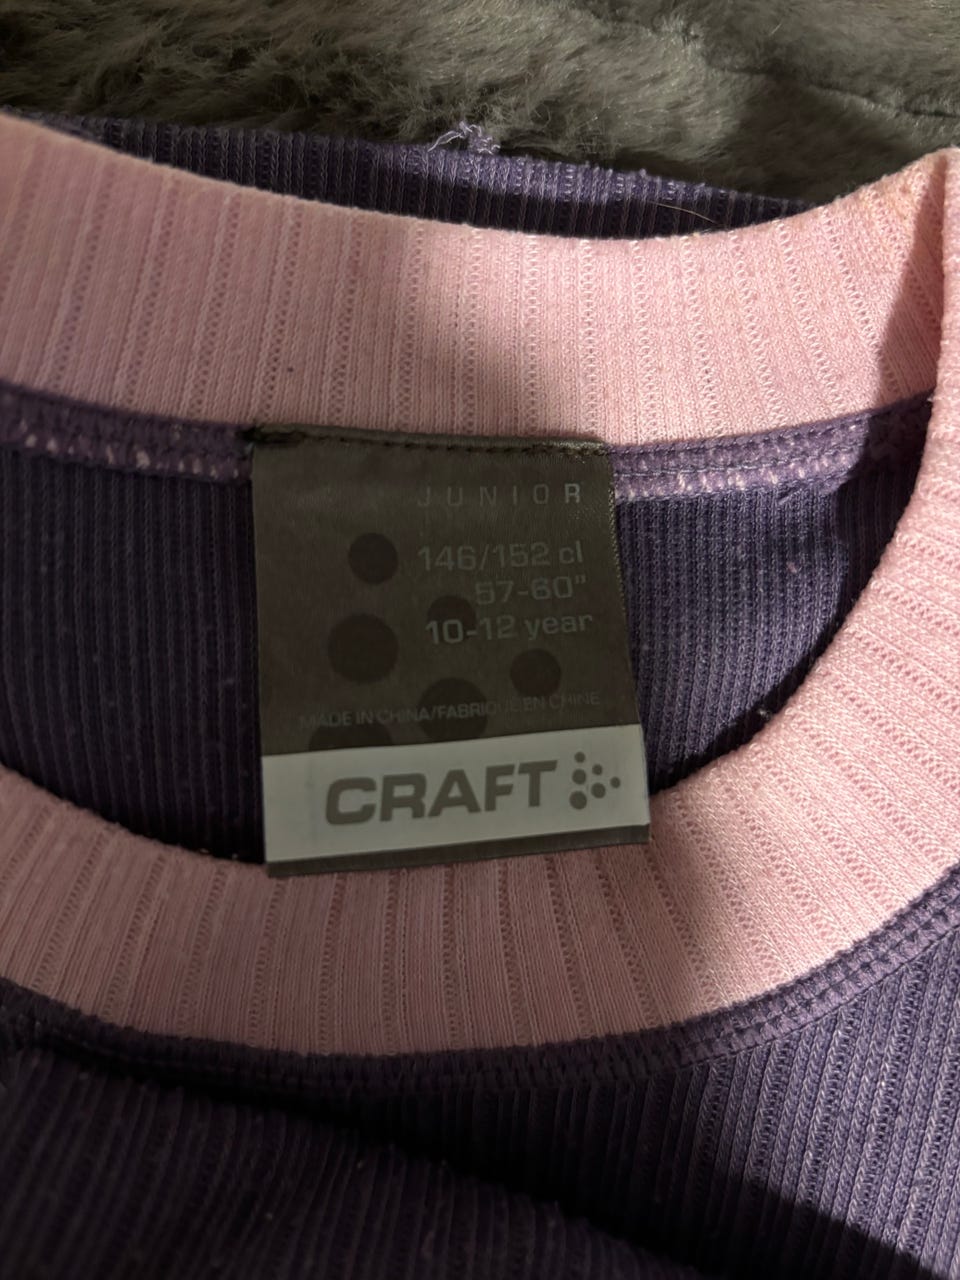 JUNIOR
146/152 cl
57-60"
10-12 year
MADE IN CHINA/FABRIQUE EN CHINE
CRAFT